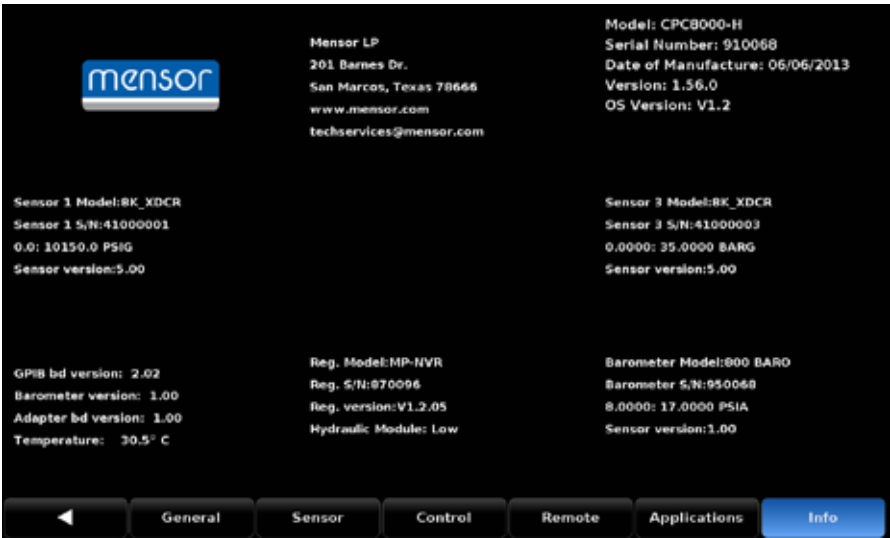 mensor
Mensor LP
201 Barnes Dr.
San Marcos, Texas 78666
www.mensor.com
techservices@mensor.com
Model: CPC8000-H
Serial Number: 910068
Date of Manufacture: 06/06/2013
Version: 1.56.0
OS Version: V1.2
Sensor 1 Model:8K_XDCR
Sensor 1 S/N:41000001
0.0: 10150.0 PSIG
Sensor version:5.00
Sensor 3 Model:8K_XDCR
Sensor 3 S/N:41000003
0.0000: 35.0000 BARG
Sensor version:5.00
GPIB bd version: 2.02
Barometer version: 1.00
Adapter bd version: 1.00
Temperature: 30.5° C
Reg. Model:MP-NVR
Reg. S/N:870096
Reg. version:V1.2.05
Hydraulic Module: Low
Barometer Model:800 BARO
Barometer S/N:950068
8.0000: 17.0000 PSIA
Sensor version:1.00
General Sensor Control Remote Applications Info